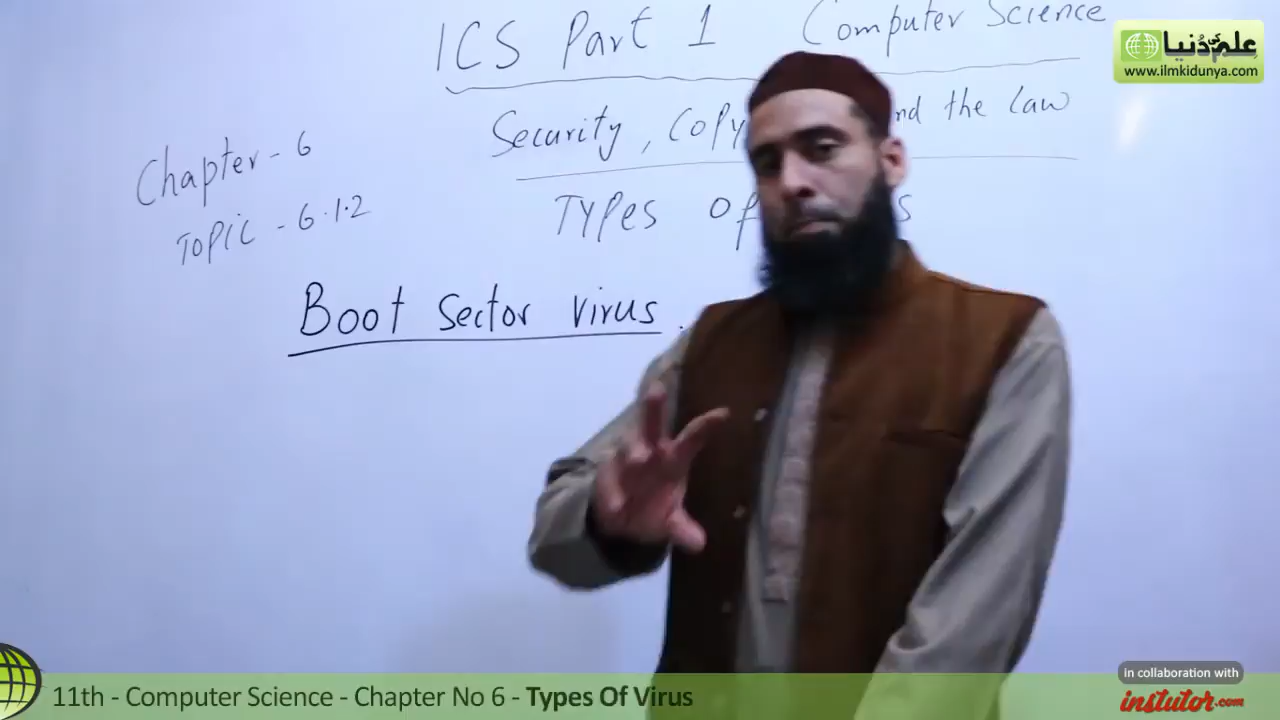 ICS Part 1 Computer Science
علم کی دُنیا
www.ilmkidunya.com
Security, Copy nd the Law
Chapter-6
Types of s
Topic - 6.1.2
Boot Sector Virus.
In collaboration with
instutor.com
11th - Computer Science - Chapter No 6 - Types Of Virus